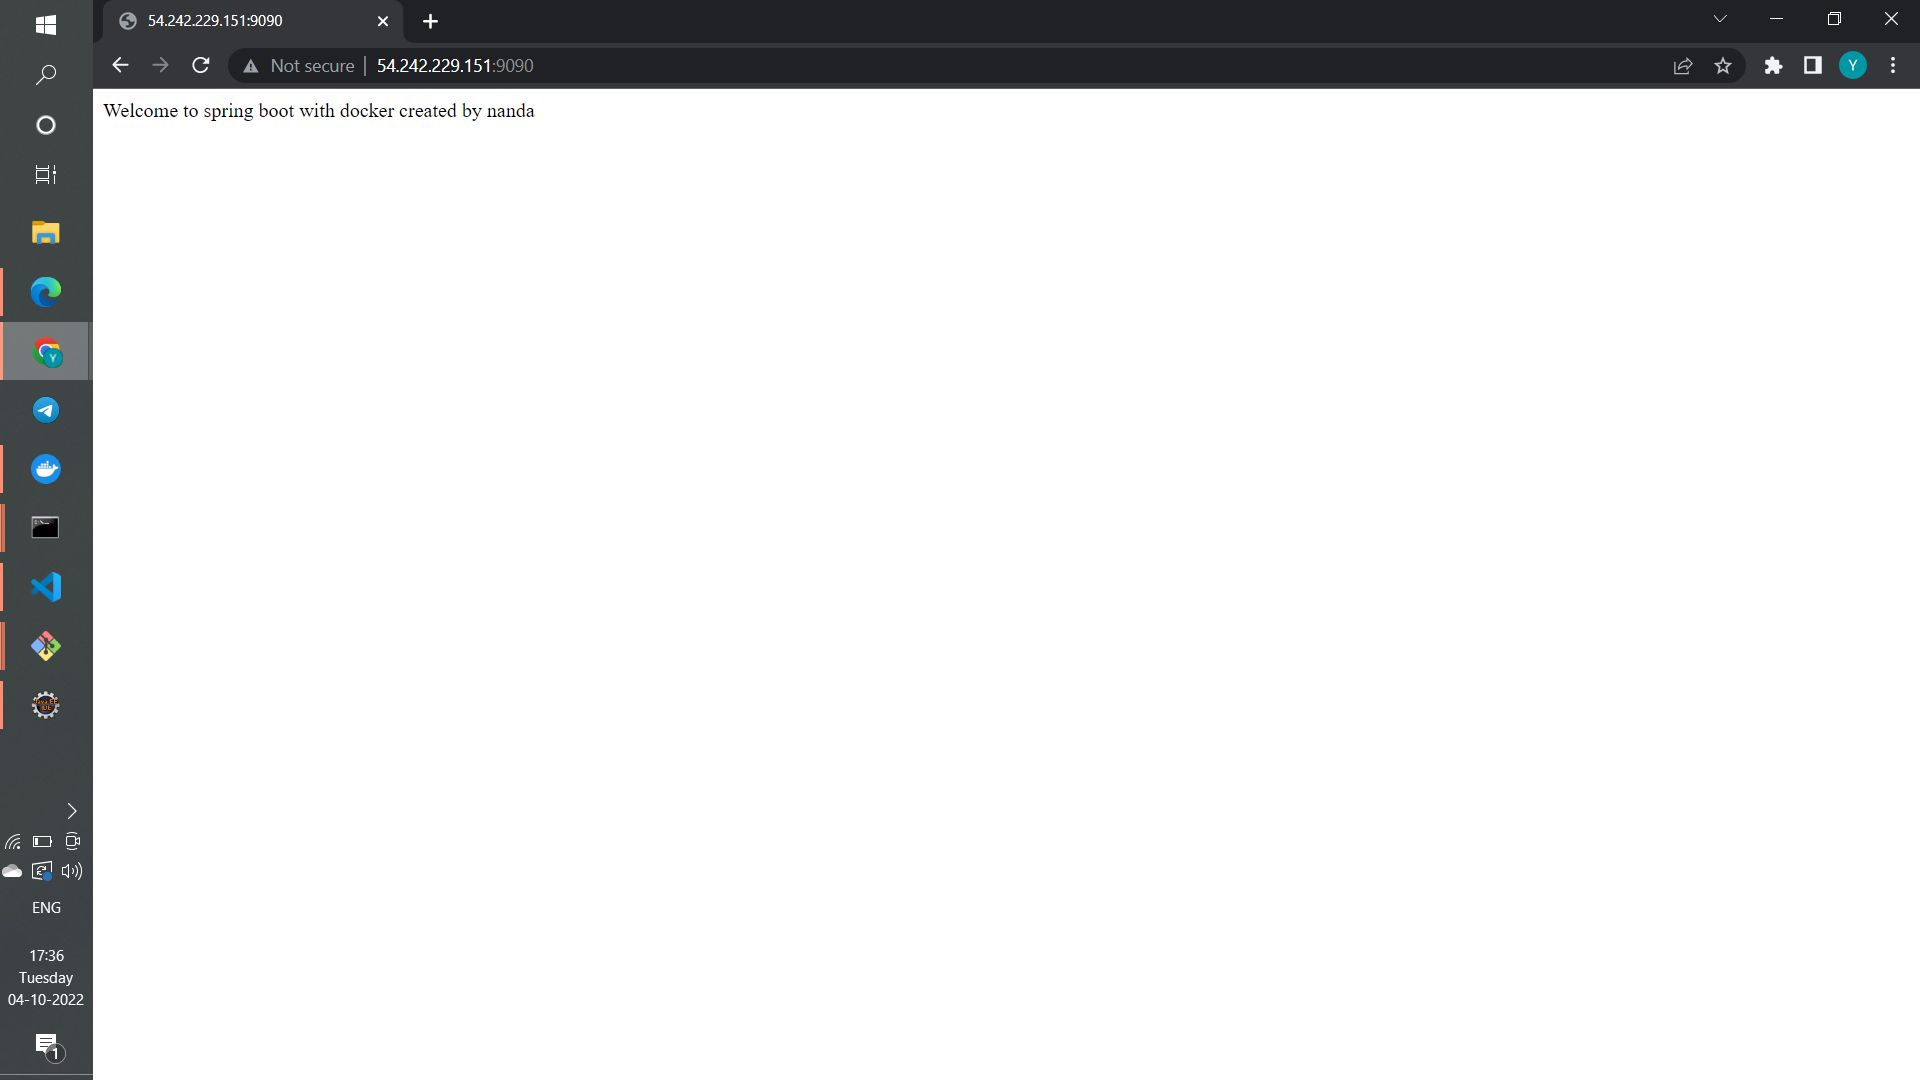 54.242.229.151:9090
Not secure | 54.242.229.151:9090
Y
Welcome to spring boot with docker created by nanda
Y
ENG
17:36
Tuesday
04-10-2022
1